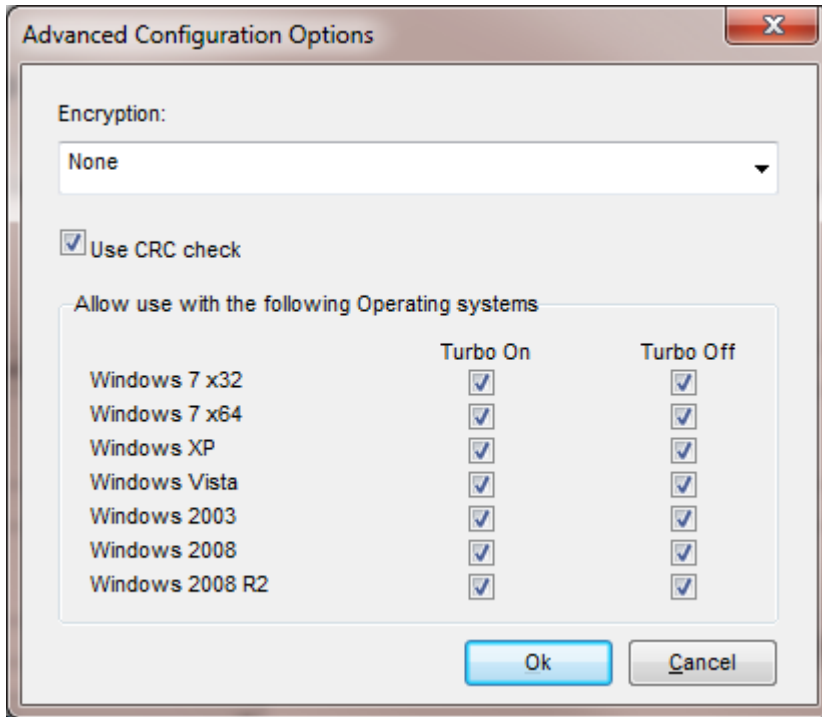 Advanced Configuration Options
Encryption:
None
Use CRC check
Allow use with the following Operating systems
Turbo On Turbo Off
Windows 7 x32
Windows 7 x64
Windows XP
Windows Vista
Windows 2003
Windows 2008
Windows 2008 R2
Ok Cancel